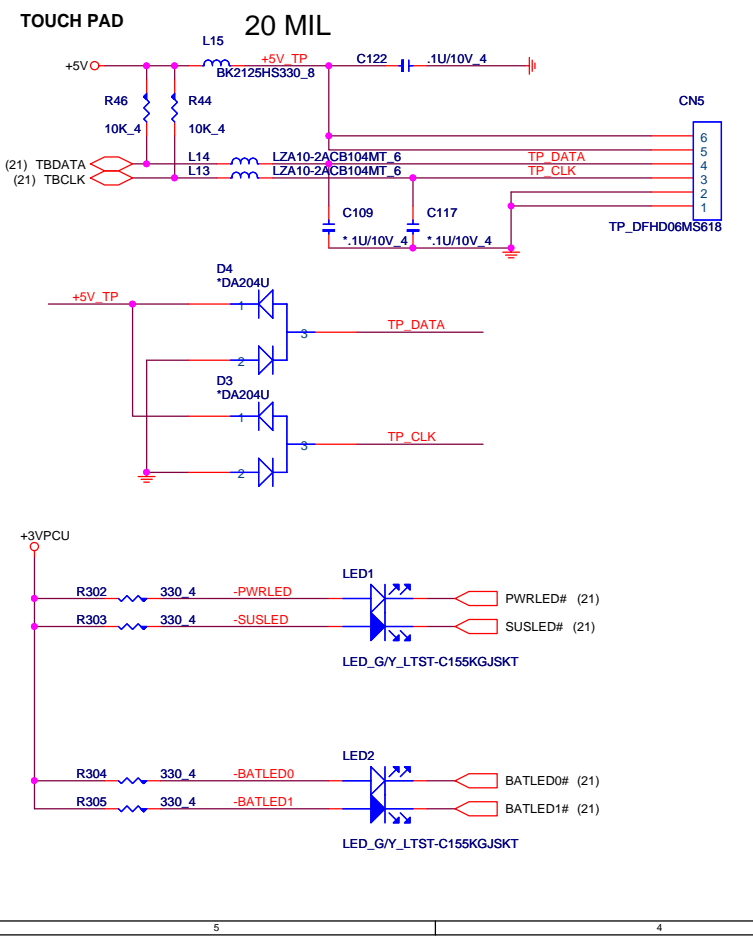 TOUCH PAD
20 MIL
L15
+5V
+5V_TP
C122
.1U/10V_4
BK2125HS330_8
R46
R44
CN5
10K_4
10K_4
6
5
(21) TBDATA
L14
LZA10-2ACB104MT_6
TP_DATA
4
(21) TBCLK
L13
LZA10-2ACB104MT_6
TP_CLK
3
2
1
C109
C117
TP_DFHD06MS618
*.1U/10V_4
*.1U/10V_4
D4
*DA204U
+5V_TP
1
3
TP_DATA
2
D3
*DA204U
1
3
TP_CLK
2
+3VPCU
LED1
R302
330_4
-PWRLED
PWRLED# (21)
R303
330_4
-SUSLED
SUSLED# (21)
LED_G/Y_LTST-C155KGJSKT
LED2
R304
330_4
-BATLED0
BATLED0# (21)
R305
330_4
-BATLED1
BATLED1# (21)
LED_G/Y_LTST-C155KGJSKT
5
4